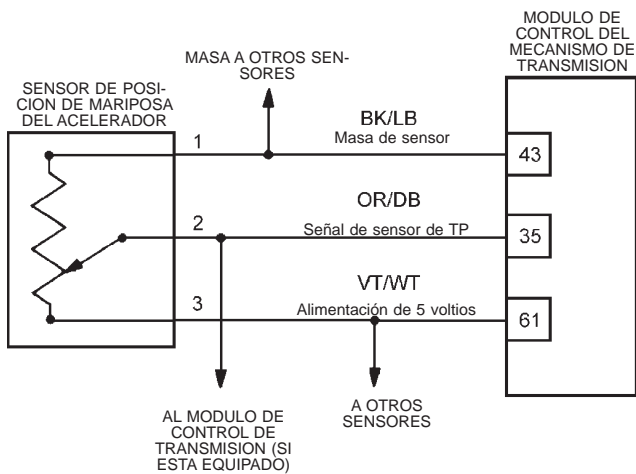 MODULO DE
CONTROL DEL
MECANISMO DE
TRANSMISION
MASA A OTROS SEN-
SORES
SENSOR DE POSI-
CION DE MARIPOSA
DEL ACELERADOR
1
BK/LB
Masa de sensor
43
2
OR/DB
Señal de sensor de TP
35
3
VT/WT
Alimentación de 5 voltios
61
AL MODULO DE
CONTROL DE
TRANSMISION (SI
ESTA EQUIPADO)
A OTROS
SENSORES